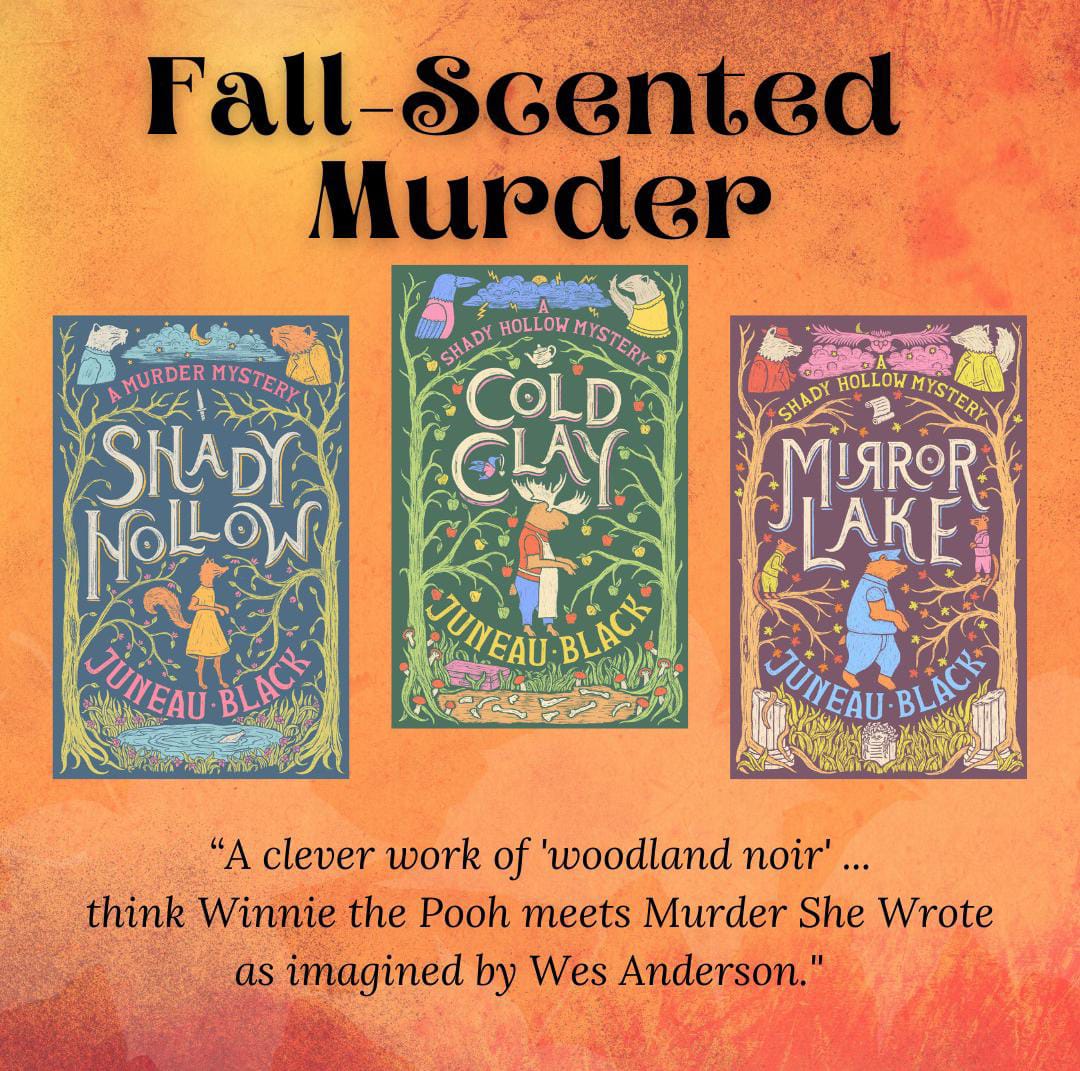 Fall-Scented
Murder
A MURDER MYSTERY
SHADY
HOLLOW
JUNEAU · BLACK
A
SHADY HOLLOW MYSTERY
COLD
CLAY
JUNEAU · BLACK
A
SHADY HOLLOW MYSTERY
MIRROR
LAKE
JUNEAU · BLACK
“A clever work of 'woodland noir' ...
think Winnie the Pooh meets Murder She Wrote
as imagined by Wes Anderson."